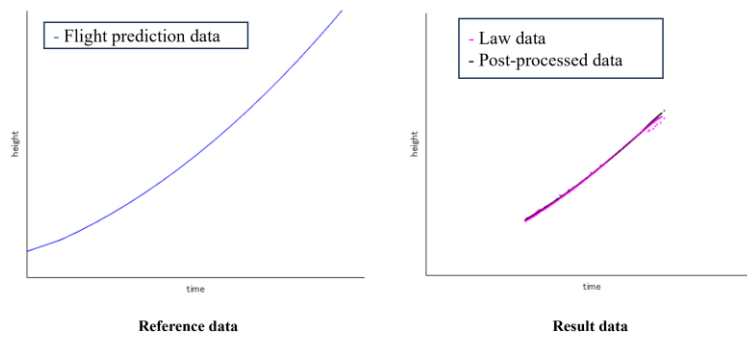 - Flight prediction data
height
time
Reference data
- Law data
- Post-processed data
height
time
Result data